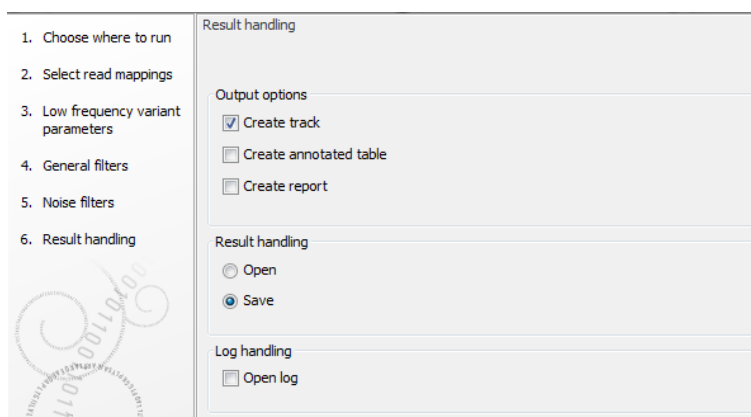 1. Choose where to run
2. Select read mappings
3. Low frequency variant
parameters
4. General filters
5. Noise filters
6. Result handling
Result handling
Output options
Create track
Create annotated table
Create report
Result handling
Open
Save
Log handling
Open log